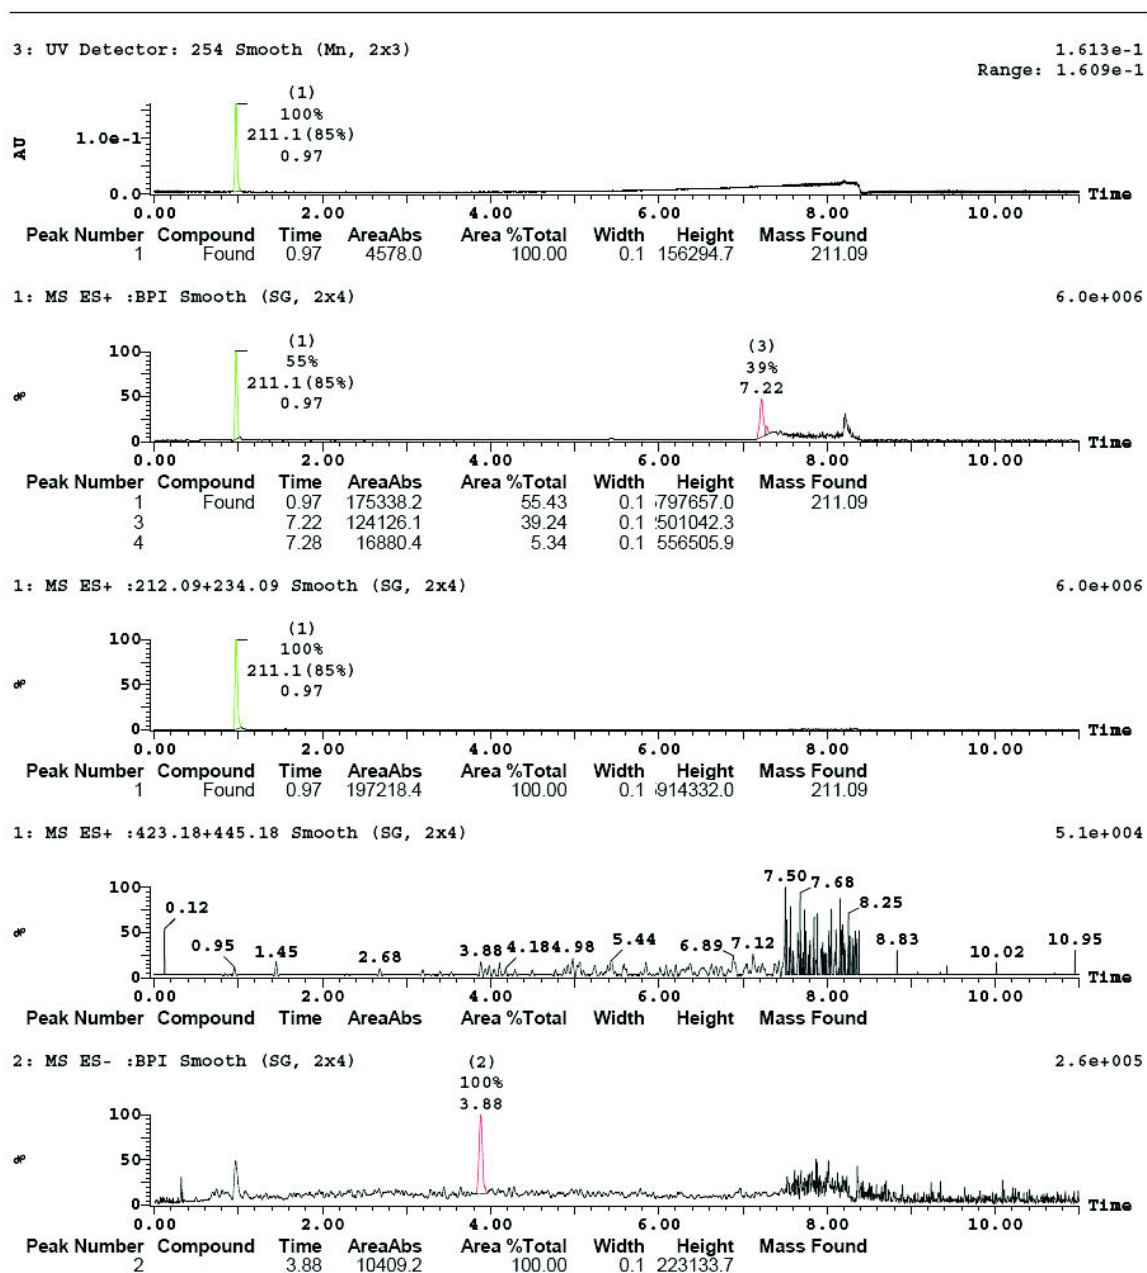 3: UV Detector: 254 Smooth (Mn, 2x3) 1.613e-1
Range: 1.609e-1
(1)
100%
211.1(85%)
0.97
AU
1.0e-1
0.0
0.00 2.00 4.00 6.00 8.00 10.00 Time
Peak Number Compound Time AreaAbs Area %Total Width Height Mass Found
1 Found 0.97 4578.0 100.00 0.1 156294.7 211.09
1: MS ES+ :BPI Smooth (SG, 2x4) 6.0e+006
(1)
55%
211.1(85%)
0.97
(3)
39%
7.22
%
100
50
0
0.00 2.00 4.00 6.00 8.00 10.00 Time
Peak Number Compound Time AreaAbs Area %Total Width Height Mass Found
1 Found 0.97 175338.2 55.43 0.1 797657.0 211.09
3 7.22 124126.1 39.24 0.1 501042.3
4 7.28 16880.4 5.34 0.1 556505.9
1: MS ES+ :212.09+234.09 Smooth (SG, 2x4) 6.0e+006
(1)
100%
211.1(85%)
0.97
%
100
50
0
0.00 2.00 4.00 6.00 8.00 10.00 Time
Peak Number Compound Time AreaAbs Area %Total Width Height Mass Found
1 Found 0.97 197218.4 100.00 0.1 914332.0 211.09
1: MS ES+ :423.18+445.18 Smooth (SG, 2x4) 5.1e+004
%
100
50
0
0.12 0.95 1.45 2.68 3.88 4.18 4.98 5.44 6.89 7.12 7.50 7.68 8.25 8.83 10.02 10.95
0.00 2.00 4.00 6.00 8.00 10.00 Time
Peak Number Compound Time AreaAbs Area %Total Width Height Mass Found
2: MS ES- :BPI Smooth (SG, 2x4) 2.6e+005
(2)
100%
3.88
%
100
50
0
0.00 2.00 4.00 6.00 8.00 10.00 Time
Peak Number Compound Time AreaAbs Area %Total Width Height Mass Found
2 3.88 10409.2 100.00 0.1 223133.7